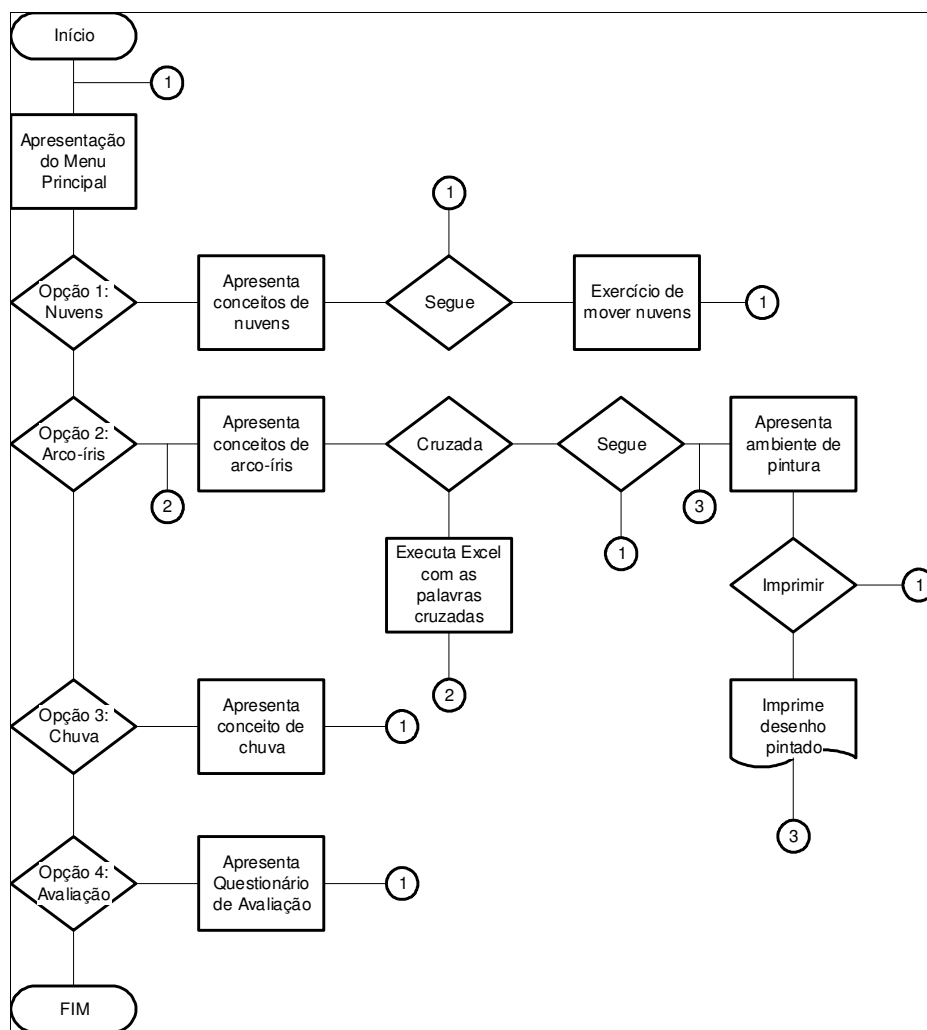 Início
1
Apresentação
do Menu
Principal
1
Opção 1:
Nuvens
Apresenta
conceitos de
nuvens
Segue
Exercício de
mover nuvens
1
Opção 2:
Arco-íris
Apresenta
conceitos de
arco-íris
Cruzada
Segue
Apresenta
ambiente de
pintura
2
3
1
Executa Excel
com as
palavras
cruzadas
Imprimir
1
2
Opção 3:
Chuva
Apresenta
conceito de
chuva
1
Imprime
desenho
pintado
3
Opção 4:
Avaliação
Apresenta
Questionário
de Avaliação
1
FIM